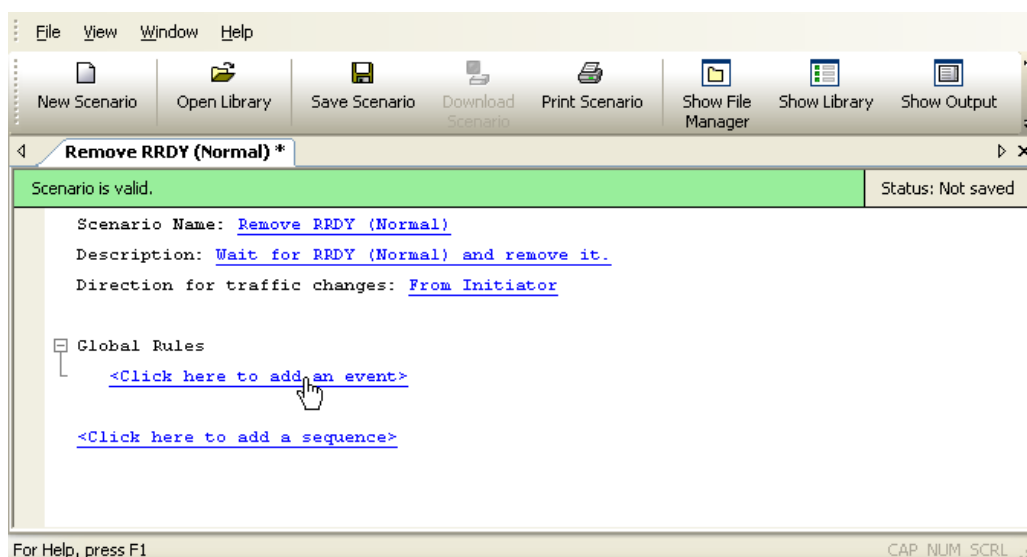 File View Window Help
New Scenario Open Library Save Scenario Download Scenario Print Scenario Show File Manager Show Library Show Output
Remove RRDY (Normal) *
Scenario is valid. Status: Not saved
Scenario Name: Remove RRDY (Normal)
Description: Wait for RRDY (Normal) and remove it.
Direction for traffic changes: From Initiator
Global Rules
<Click here to add an event>
<Click here to add a sequence>
For Help, press F1 CAP NUM SCRL